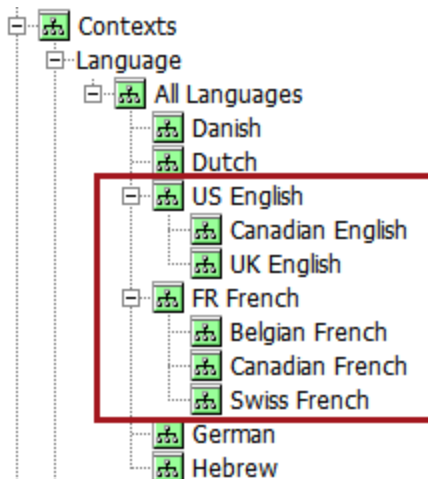 Contexts
Language
All Languages
Danish
Dutch
US English
Canadian English
UK English
FR French
Belgian French
Canadian French
Swiss French
German
Hebrew